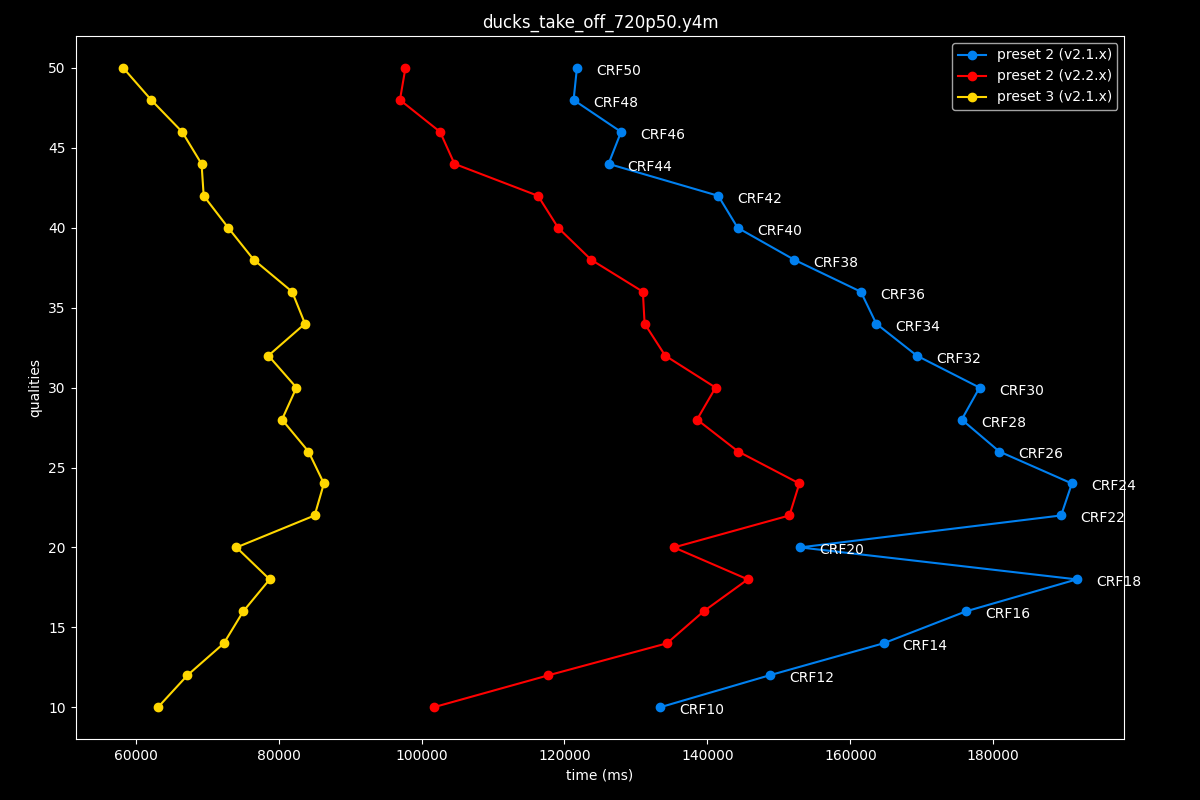 ducks_take_off_720p50.y4m
preset 2 (v2.1.x)
preset 2 (v2.2.x)
preset 3 (v2.1.x)
50
45
40
35
30
25
20
15
10
qualities
CRF50
CRF48
CRF46
CRF44
CRF42
CRF40
CRF38
CRF36
CRF34
CRF32
CRF30
CRF28
CRF26
CRF24
CRF22
CRF20
CRF18
CRF16
CRF14
CRF12
CRF10
60000 80000 100000 120000 140000 160000 180000
time (ms)